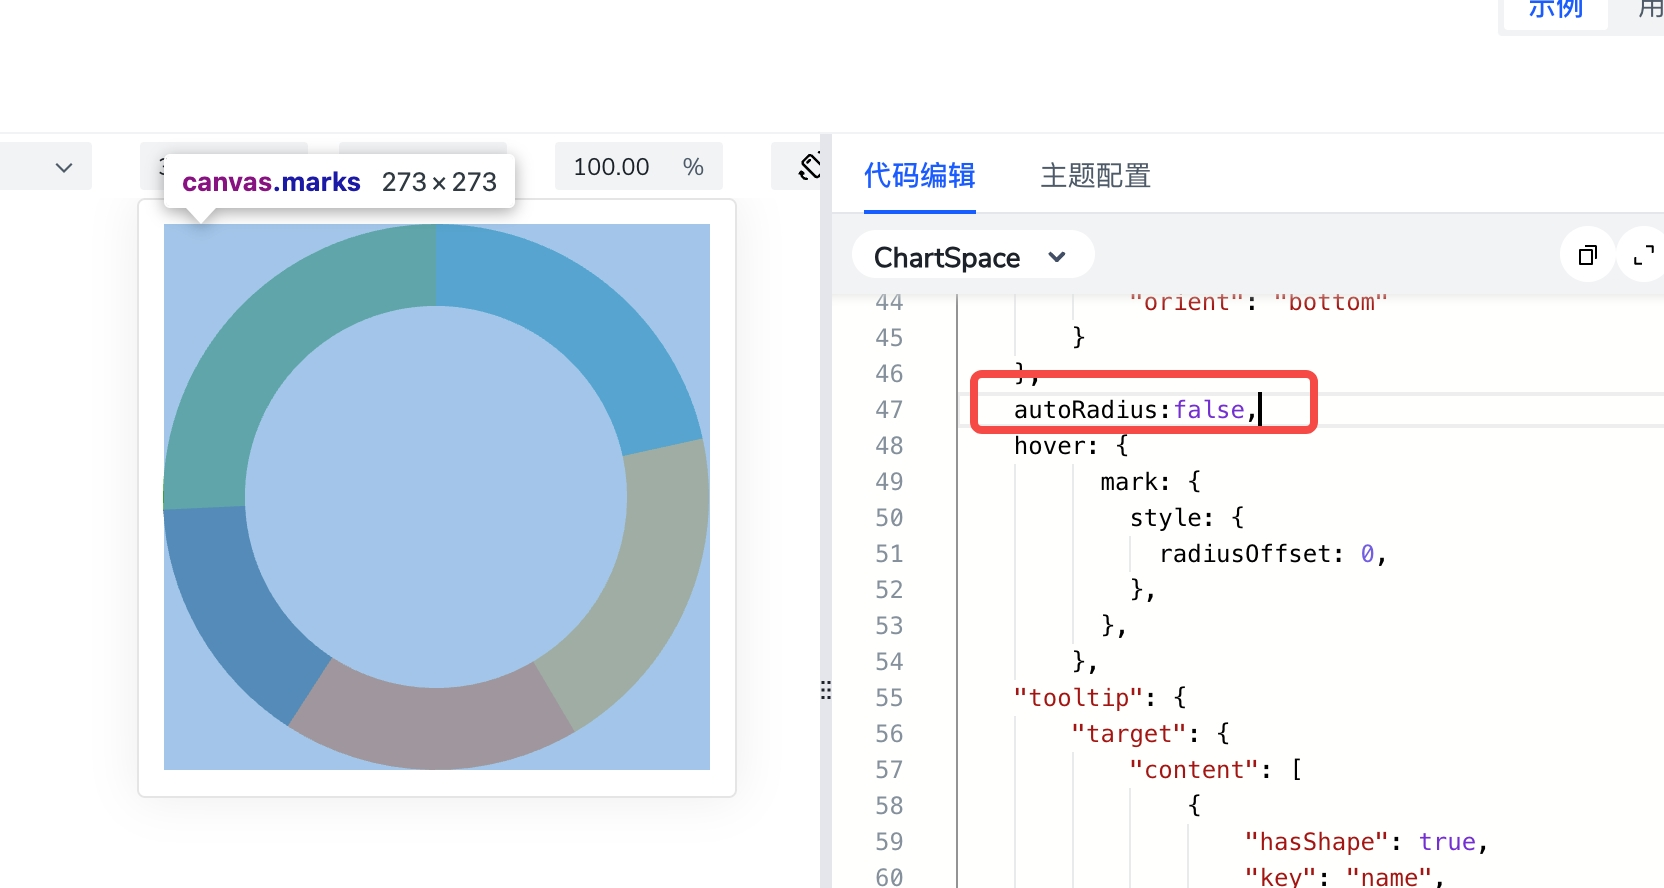 示例
canvas.marks 273 × 273
100.00 %
代码编辑 主题配置
ChartSpace
44 "orient": "bottom"
45 }
46 },
47 autoRadius:false,
48 hover: {
49 mark: {
50 style: {
51 radiusOffset: 0,
52 },
53 },
54 },
55 "tooltip": {
56 "target": {
57 "content": [
58 {
59 "hasShape": true,
60 "key": "name",